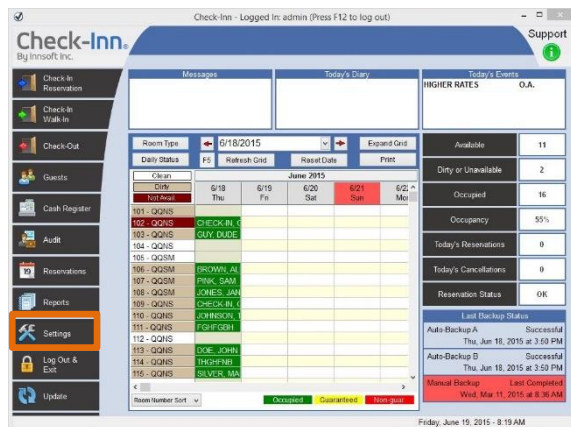 Check-Inn - Logged In: admin (Press F12 to log out)
Check-Inn.
By Innsoft Inc.
Support
Check-In
Reservation
Check-In
Walk-In
Check-Out
Guests
Cash Register
Audit
Reservations
Reports
Settings
Log Out &
Exit
Update
Messages
Today's Diary
Today's Events
HIGHER RATES O.A.
Room Type
6/18/2015
Expand Grid
Daily Status
F5
Refresh Grid
Reset Date
Print
Clean
Dirty
Not Avail.
June 2015
6/18 6/19 6/20 6/21
Thu Fri Sat Sun
101 - QQNS
102 - QQNS CHECK-IN,
103 - QQNS GUY, DUDE
104 - QQNS
105 - QQSM
106 - QQSM BROWN, AL
107 - QQSM PINK, SAM
108 - QQSM JONES, JAN
109 - QQNS CHECK-IN,
110 - QQNS JOHNSON,
111 - QQNS FGHFGBH
112 - QQNS
113 - QQNS DOE, JOHN
114 - QQNS THGHFNB
115 - QQNS SILVER, MA
Room Number Sort
Occupied Guaranteed Non-guar
Available 11
Dirty or Unavailable 2
Occupied 16
Occupancy 55%
Today's Reservations 0
Today's Cancellations 0
Reservation Status OK
Last Backup Status
Auto-Backup A Successful
Thu, Jun 18, 2015 at 3:50 PM
Auto-Backup B Successful
Thu, Jun 18, 2015 at 3:50 PM
Manual Backup Last Completed
Wed, Mar 11, 2015 at 8:36 AM
Friday, June 19, 2015 - 8:19 AM